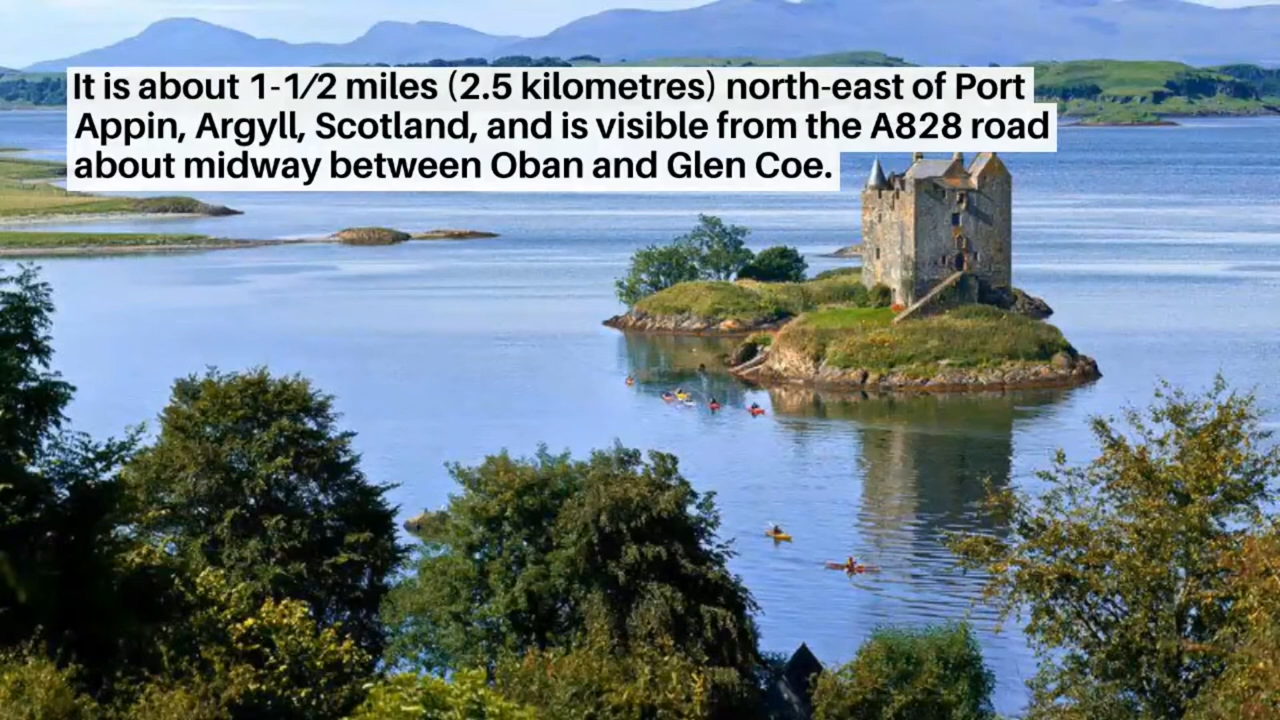 It is about 1-1/2 miles (2.5 kilometres) north-east of Port
Appin, Argyll, Scotland, and is visible from the A828 road
about midway between Oban and Glen Coe.